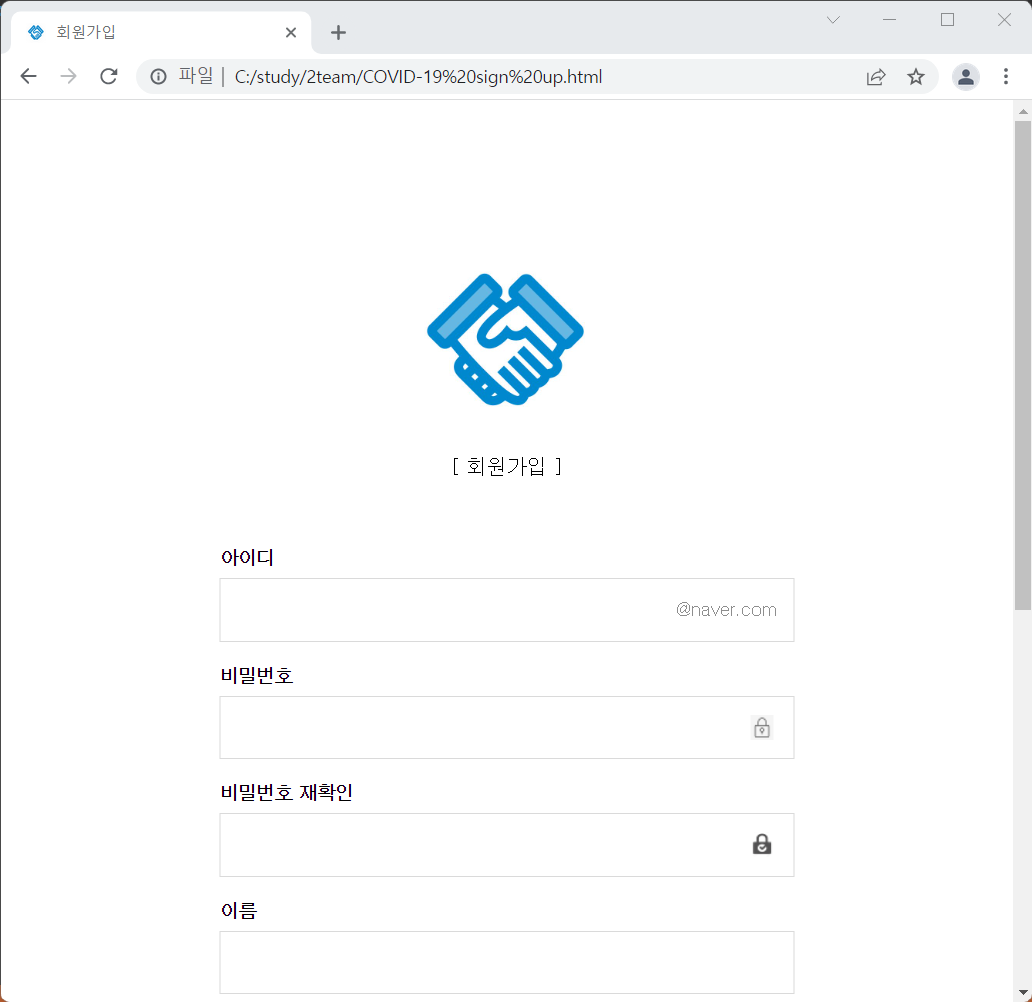 회원가입
파일 | C:/study/2team/COVID-19%20sign%20up.html
[ 회원가입 ]
아이디
@naver.com
비밀번호
비밀번호 재확인
이름